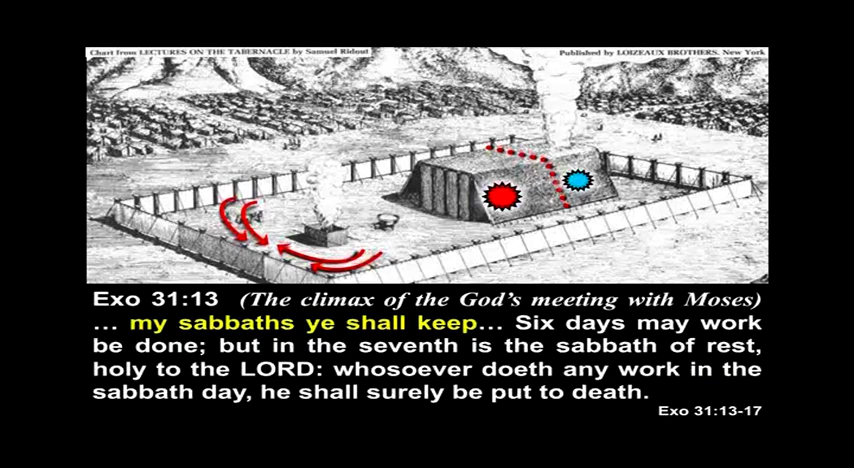 Chart from LECTURES ON THE TABERNACLE by Samuel Ridout
Published by LOIZEAUX BROTHERS, New York
Exo 31:13 (The climax of the God's meeting with Moses)
... my sabbaths ye shall keep... Six days may work
be done; but in the seventh is the sabbath of rest,
holy to the LORD: whosoever doeth any work in the
sabbath day, he shall surely be put to death.
Exo 31:13-17